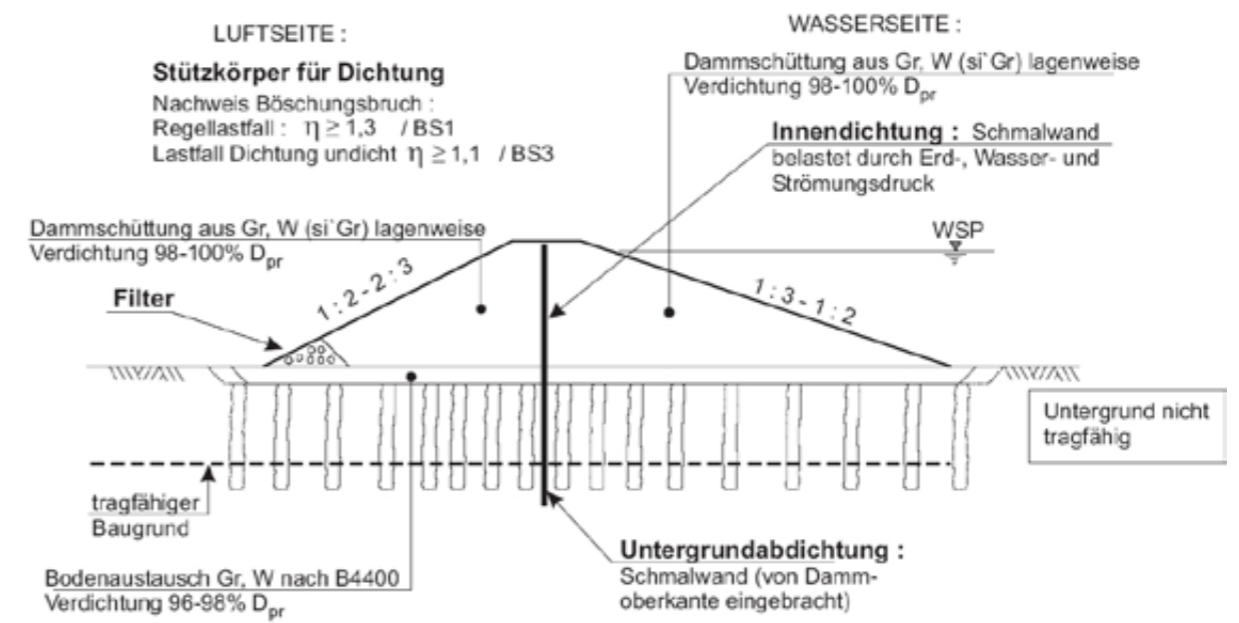 LUFTSEITE :
Stützkörper für Dichtung
Nachweis Böschungsbruch :
Regellastfall : η ≥ 1,3 / BS1
Lastfall Dichtung undicht η ≥ 1,1 / BS3
WASSERSEITE :
Dammschüttung aus Gr, W (si`Gr) lagenweise
Verdichtung 98-100% Dpr
Innendichtung : Schmalwand
belastet durch Erd-, Wasser- und
Strömungsdruck
Dammschüttung aus Gr, W (si`Gr) lagenweise
Verdichtung 98-100% Dpr
WSP
Filter
1 : 2 - 2 : 3
1 : 3 - 1 : 2
Untergrund nicht
tragfähig
tragfähiger
Baugrund
Untergrundabdichtung :
Schmalwand (von Damm-
oberkante eingebracht)
Bodenaustausch Gr, W nach B4400
Verdichtung 96-98% Dpr